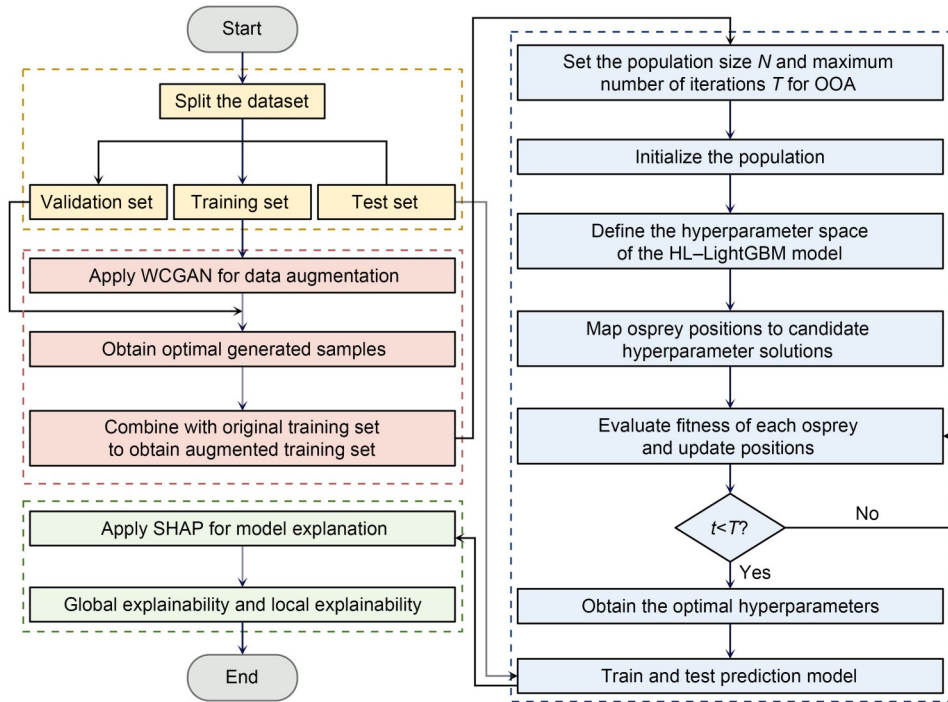 Start
Split the dataset
Validation set
Training set
Test set
Apply WCGAN for data augmentation
Obtain optimal generated samples
Combine with original training set
to obtain augmented training set
Apply SHAP for model explanation
Global explainability and local explainability
End
Set the population size N and maximum
number of iterations T for OOA
Initialize the population
Define the hyperparameter space
of the HL–LightGBM model
Map osprey positions to candidate
hyperparameter solutions
Evaluate fitness of each osprey
and update positions
t<T?
No
Yes
Obtain the optimal hyperparameters
Train and test prediction model